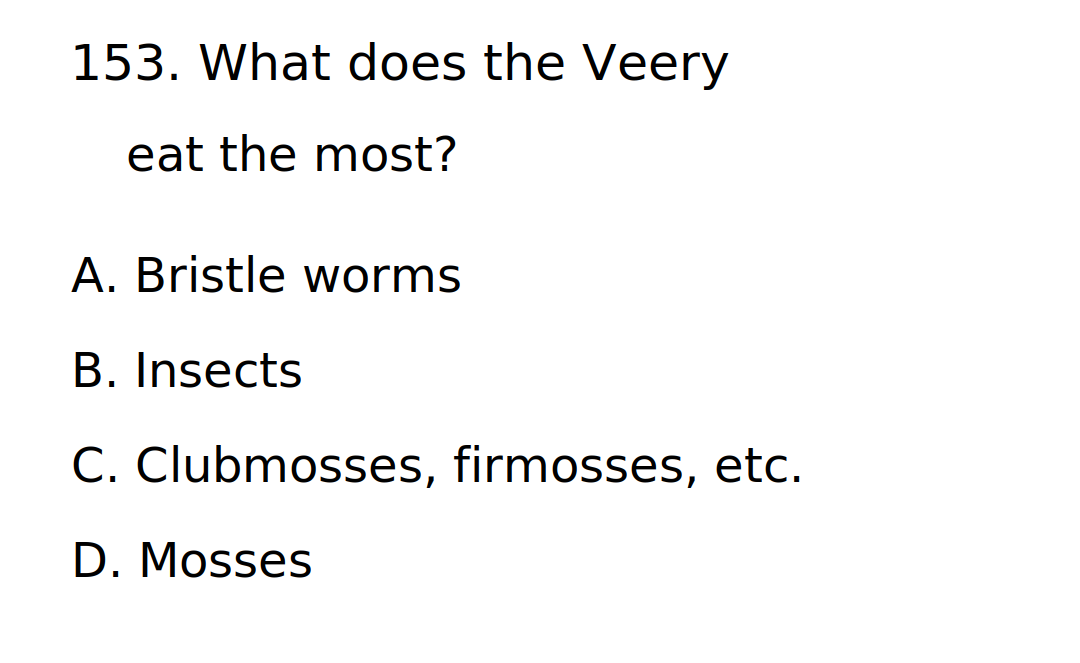 153. What does the Veery
eat the most?
A. Bristle worms
B. Insects
C. Clubmosses, firmosses, etc.
D. Mosses